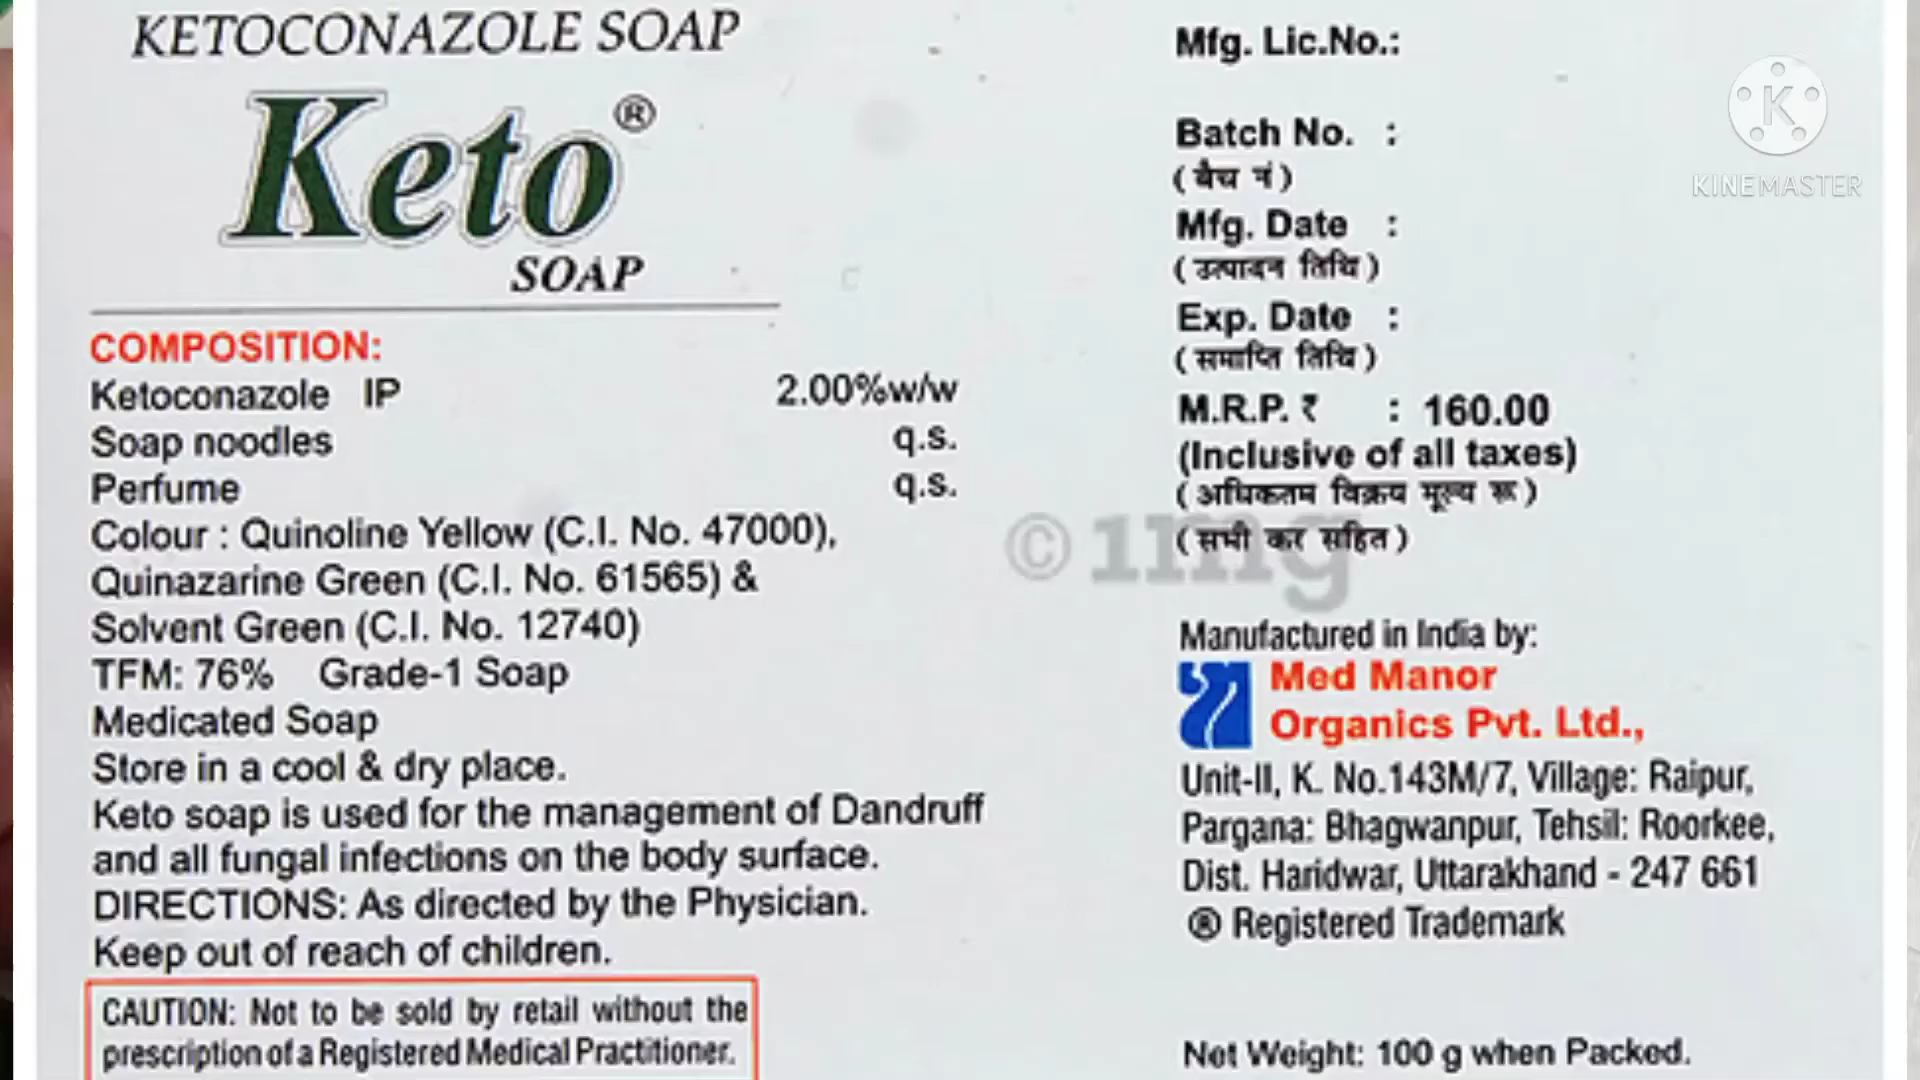 KETOCONAZOLE SOAP
Keto®
SOAP
COMPOSITION:
Ketoconazole IP 2.00%w/w
Soap noodles q.s.
Perfume q.s.
Colour : Quinoline Yellow (C.I. No. 47000),
Quinazarine Green (C.I. No. 61565) &
Solvent Green (C.I. No. 12740)
TFM: 76% Grade-1 Soap
Medicated Soap
Store in a cool & dry place.
Keto soap is used for the management of Dandruff
and all fungal infections on the body surface.
DIRECTIONS: As directed by the Physician.
Keep out of reach of children.
CAUTION: Not to be sold by retail without the
prescription of a Registered Medical Practitioner.
Mfg. Lic.No.:
Batch No. :
(बैच नं)
Mfg. Date :
(उत्पादन तिथि)
Exp. Date :
(समाप्ति तिथि)
M.R.P. ₹ : 160.00
(Inclusive of all taxes)
(अधिकतम विक्रय मूल्य रू)
(सभी कर सहित)
Manufactured in India by:
Med Manor
Organics Pvt. Ltd.,
Unit-II, K. No.143M/7, Village: Raipur,
Pargana: Bhagwanpur, Tehsil: Roorkee,
Dist. Haridwar, Uttarakhand - 247 661
® Registered Trademark
Net Weight: 100 g when Packed.
© 1mg
K
KINEMASTER